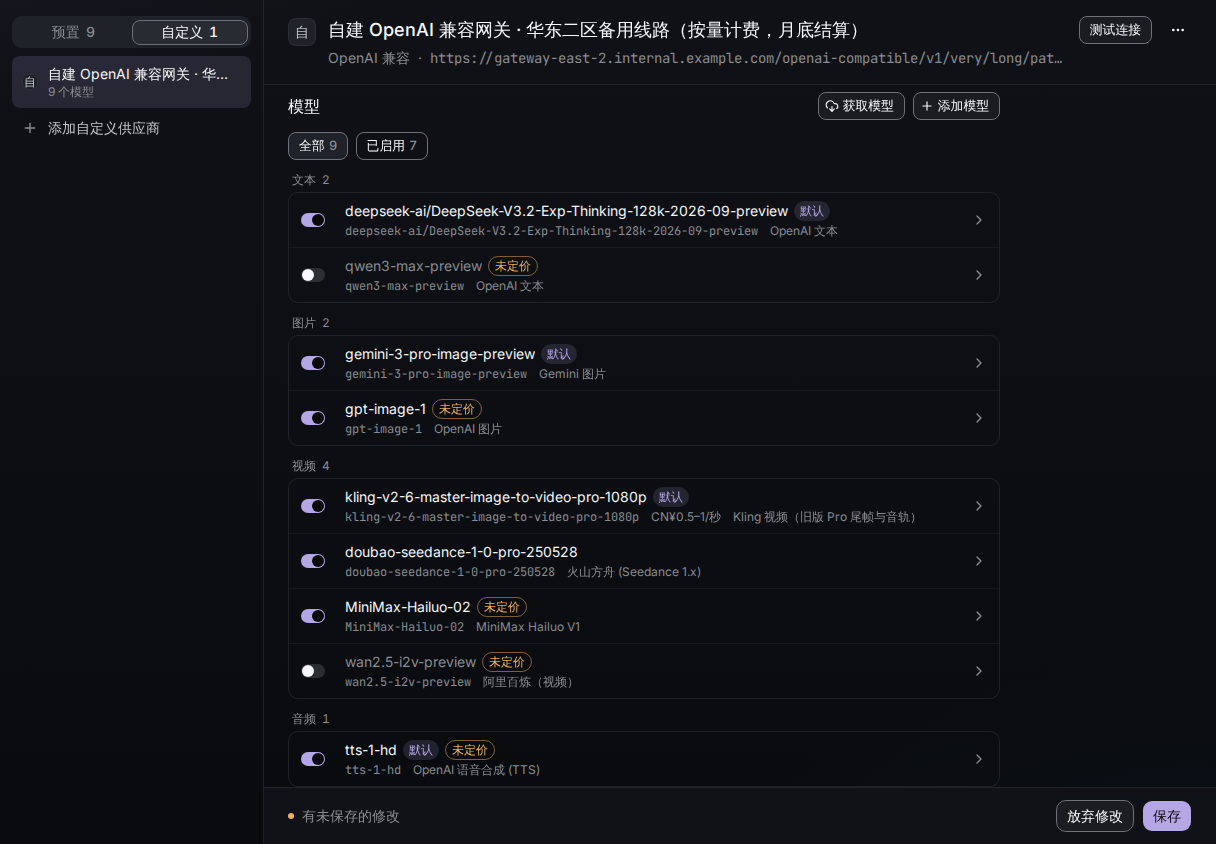 预置 9
自定义 1
自 自建 OpenAI 兼容网关 · 华...
9 个模型
添加自定义供应商
自 自建 OpenAI 兼容网关 · 华东二区备用线路（按量计费，月底结算）
OpenAI 兼容 · https://gateway-east-2.internal.example.com/openai-compatible/v1/very/long/pat…
测试连接
模型
获取模型
添加模型
全部 9
已启用 7
文本 2
deepseek-ai/DeepSeek-V3.2-Exp-Thinking-128k-2026-09-preview 默认
deepseek-ai/DeepSeek-V3.2-Exp-Thinking-128k-2026-09-preview OpenAI 文本
qwen3-max-preview 未定价
qwen3-max-preview OpenAI 文本
图片 2
gemini-3-pro-image-preview 默认
gemini-3-pro-image-preview Gemini 图片
gpt-image-1 未定价
gpt-image-1 OpenAI 图片
视频 4
kling-v2-6-master-image-to-video-pro-1080p 默认
kling-v2-6-master-image-to-video-pro-1080p CN¥0.5–1/秒 Kling 视频（旧版 Pro 尾帧与音轨）
doubao-seedance-1-0-pro-250528
doubao-seedance-1-0-pro-250528 火山方舟 (Seedance 1.x)
MiniMax-Hailuo-02 未定价
MiniMax-Hailuo-02 MiniMax Hailuo V1
wan2.5-i2v-preview 未定价
wan2.5-i2v-preview 阿里百炼（视频）
音频 1
tts-1-hd 默认 未定价
tts-1-hd OpenAI 语音合成 (TTS)
有未保存的修改
放弃修改
保存